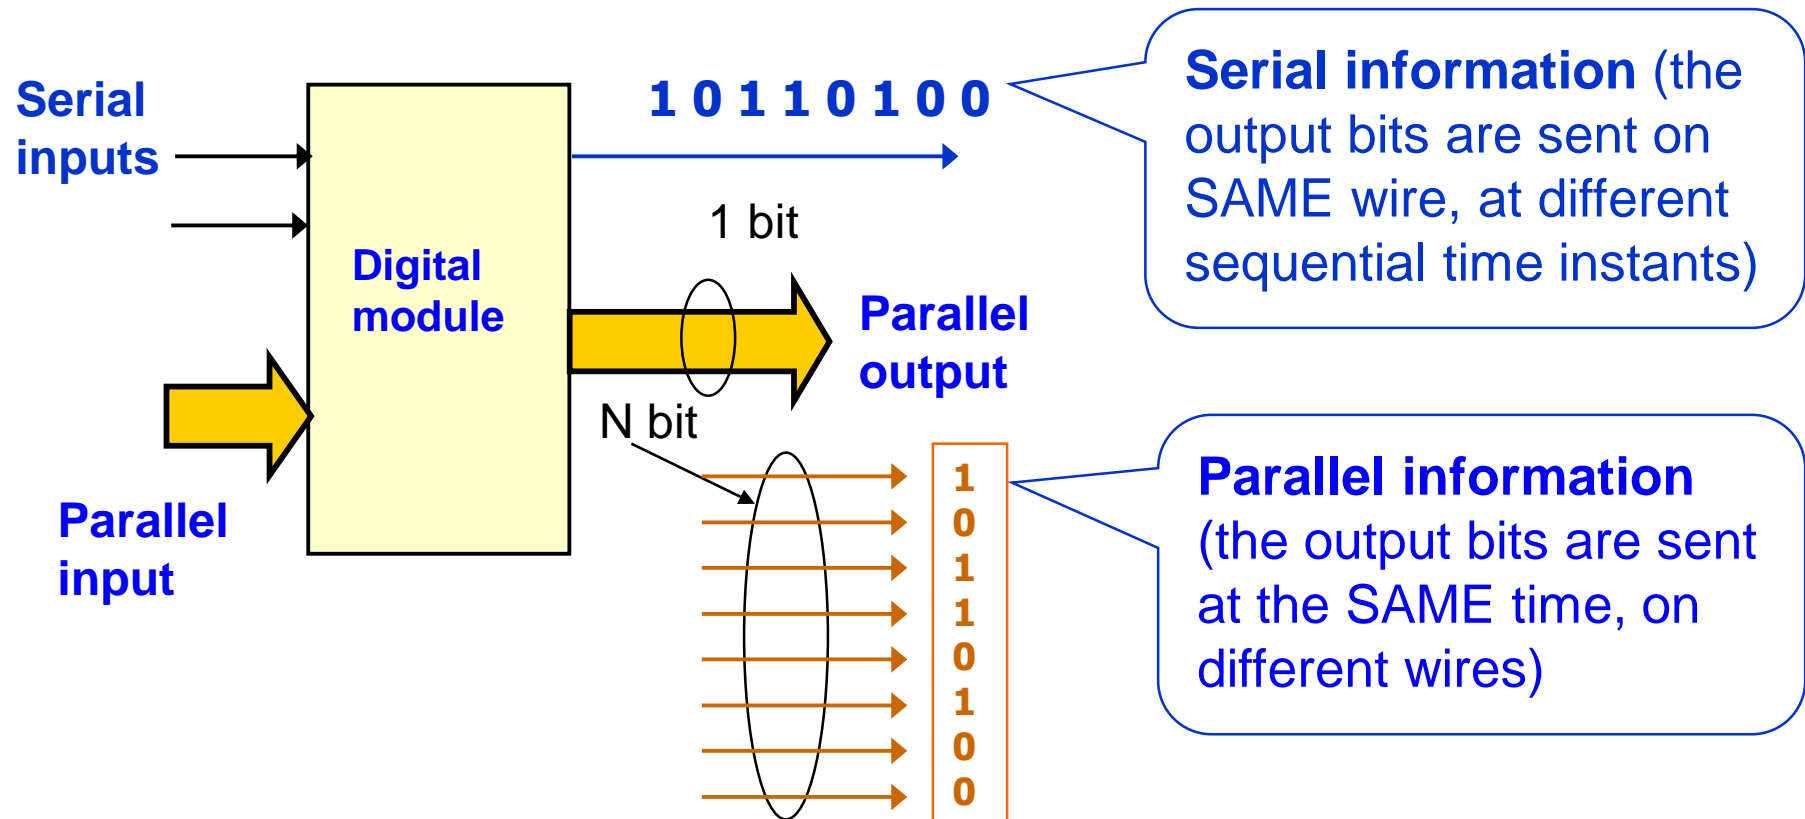 Serial
inputs
1 0 1 1 0 1 0 0
Serial information (the
output bits are sent on
SAME wire, at different
sequential time instants)
1 bit
Digital
module
Parallel
output
N bit
Parallel
input
1
0
1
1
0
1
0
0
Parallel information
(the output bits are sent
at the SAME time, on
different wires)